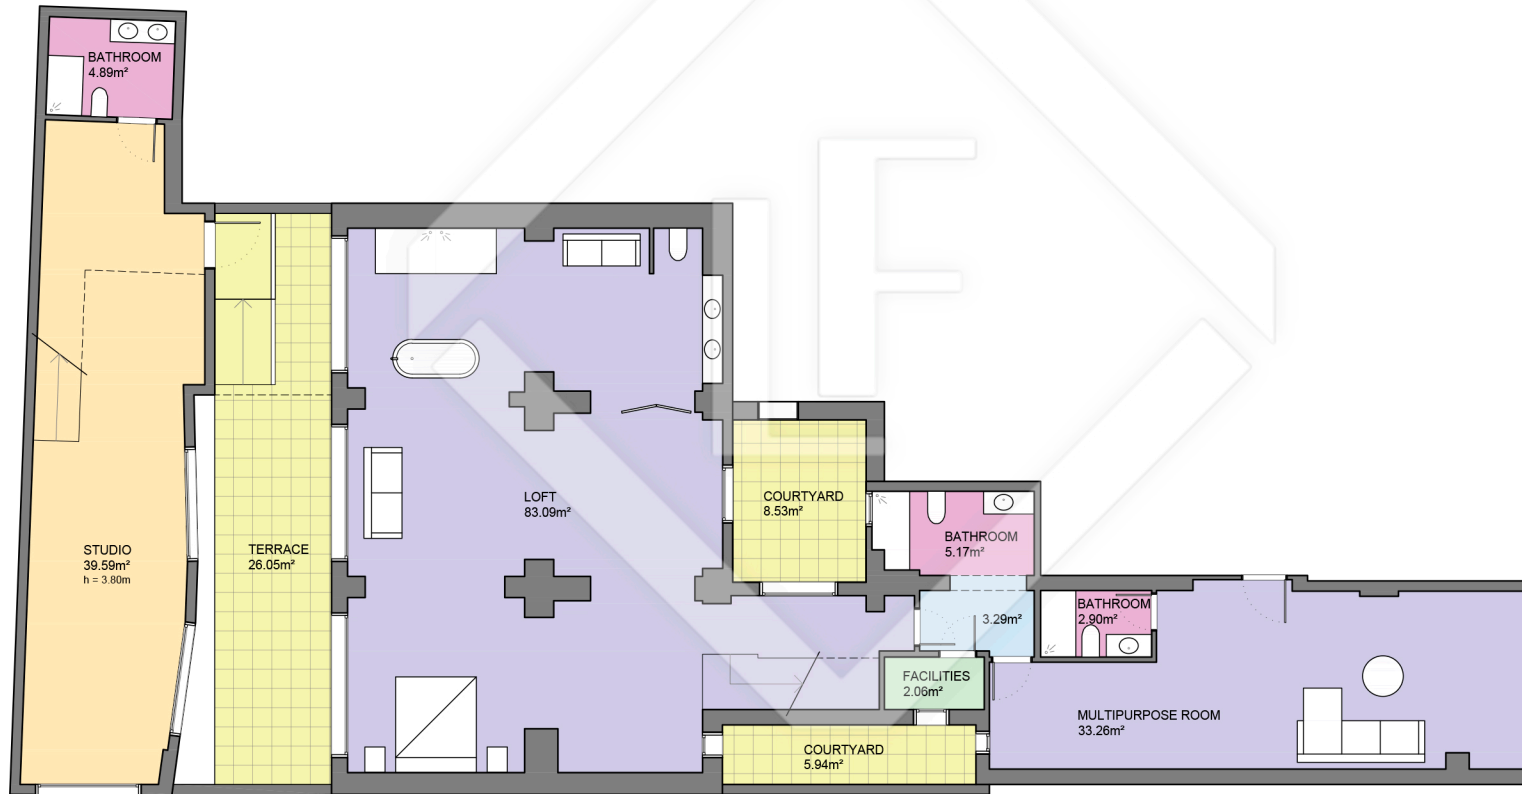 BATHROOM
4.89m²
STUDIO
39.59m²
h = 3.80m
TERRACE
26.05m²
LOFT
83.09m²
COURTYARD
8.53m²
BATHROOM
5.17m²
3.29m²
BATHROOM
2.90m²
FACILITIES
2.06m²
MULTIPURPOSE ROOM
33.26m²
COURTYARD
5.94m²
LF